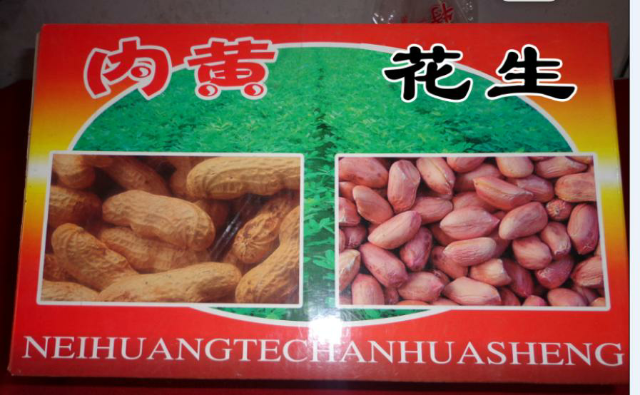 内黄 花生
NEIHUANGTECHANHUASHENG